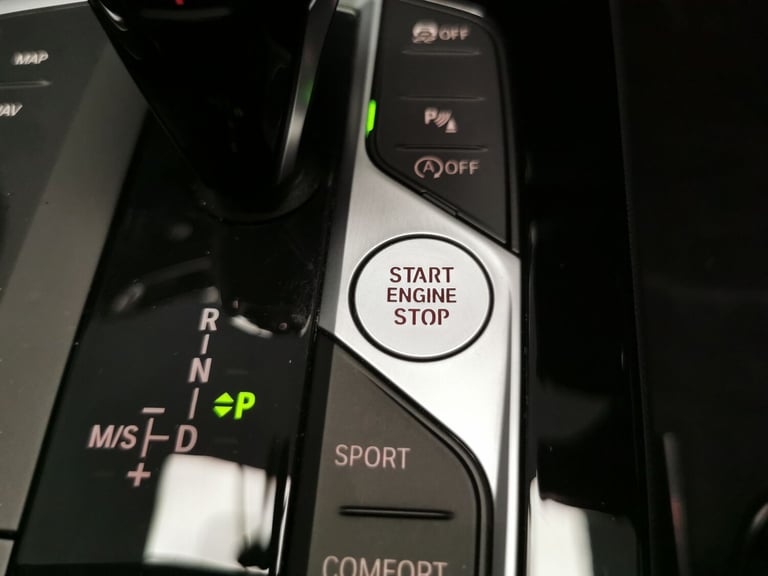 MAP
OFF
P
A OFF
START
ENGINE
STOP
R
N
P
−
M/S D
+
SPORT
COMFORT